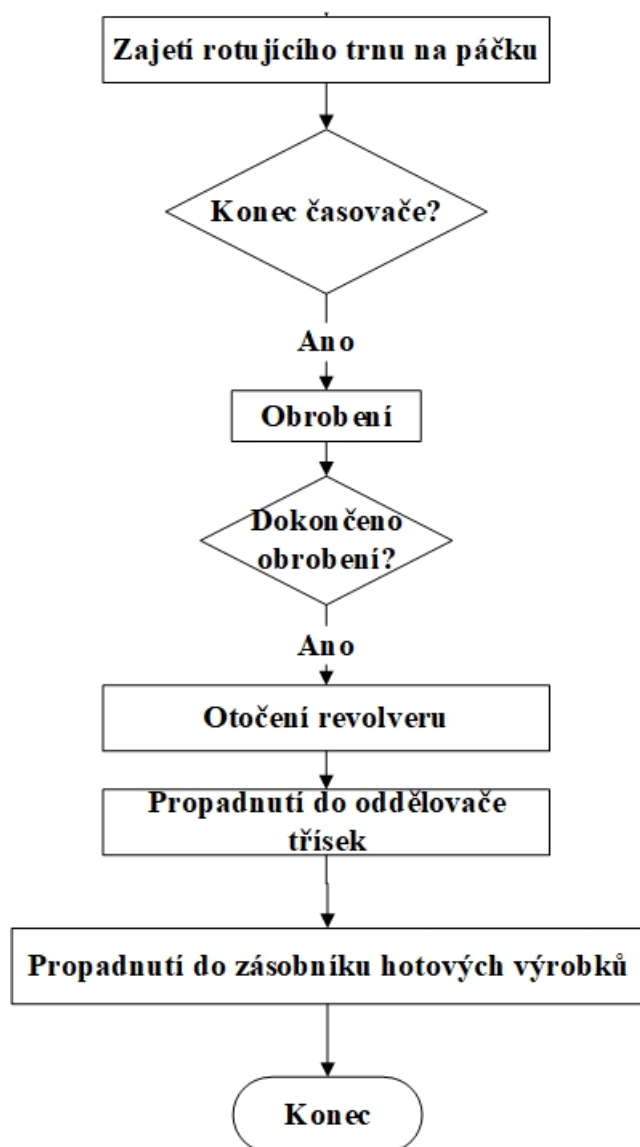 Zajetí rotujícího trnu na páčku
Konec časovače?
Ano
Obrobení
Dokončeno
obrobení?
Ano
Otočení revolveru
Propadnutí do oddělovače
třísek
Propadnutí do zásobníku hotových výrobků
Konec